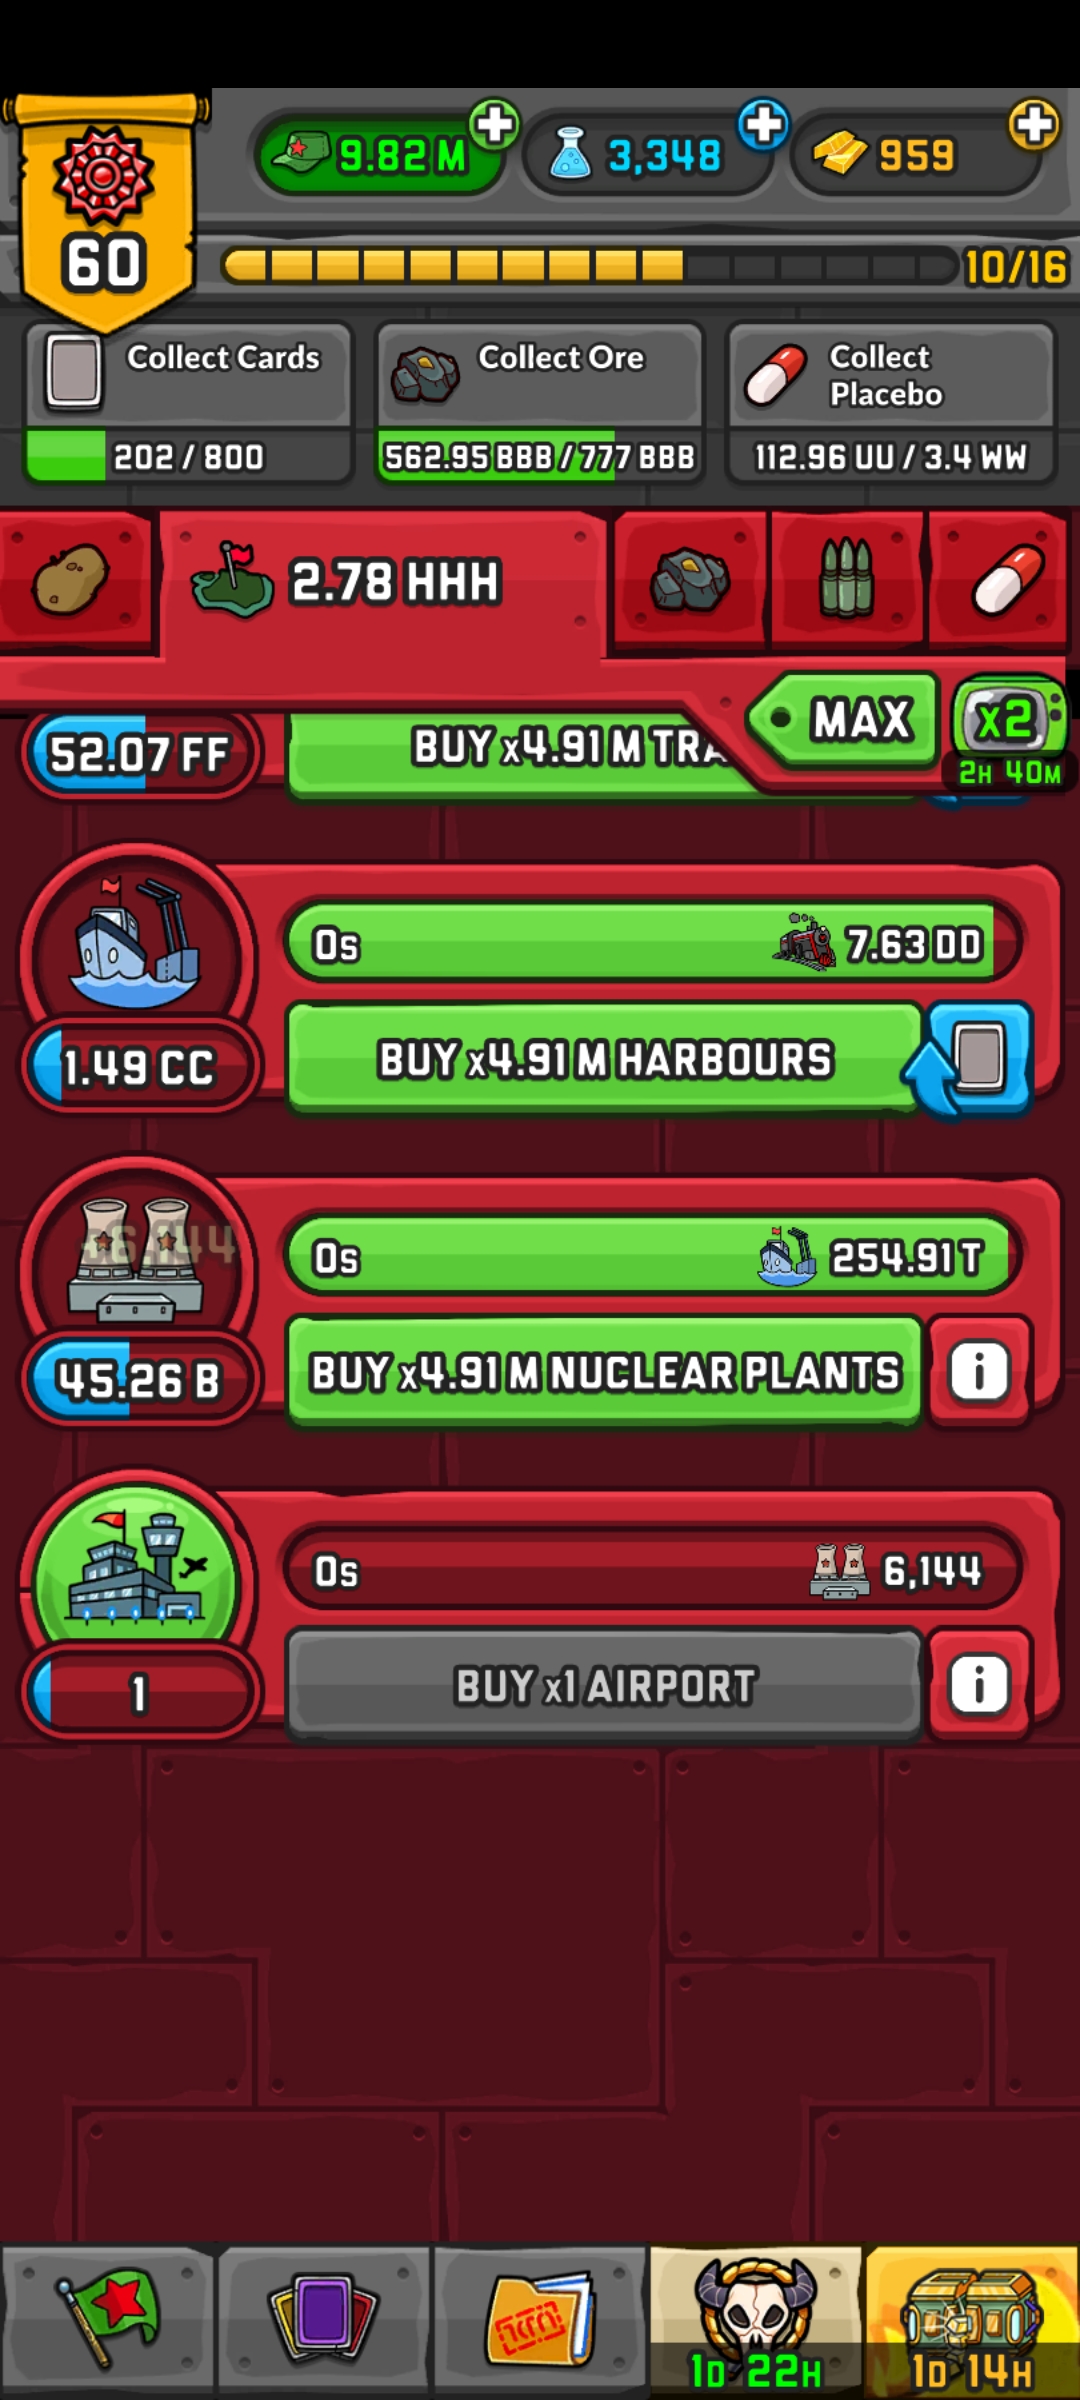 9.82 M
3,348
959
60
10/16
Collect Cards
202 / 800
Collect Ore
562.95 BBB / 777 BBB
Collect
Placebo
112.96 UU / 3.4 WW
2.78 HHH
MAX
x2
2H 40M
52.07 FF
BUY x4.91 M TRA
0s
7.63 DD
1.49 CC
BUY x4.91 M HARBOURS
+6,144
0s
254.91 T
45.26 B
BUY x4.91 M NUCLEAR PLANTS
i
0s
6,144
1
BUY x1 AIRPORT
i
1D 22H
1D 14H